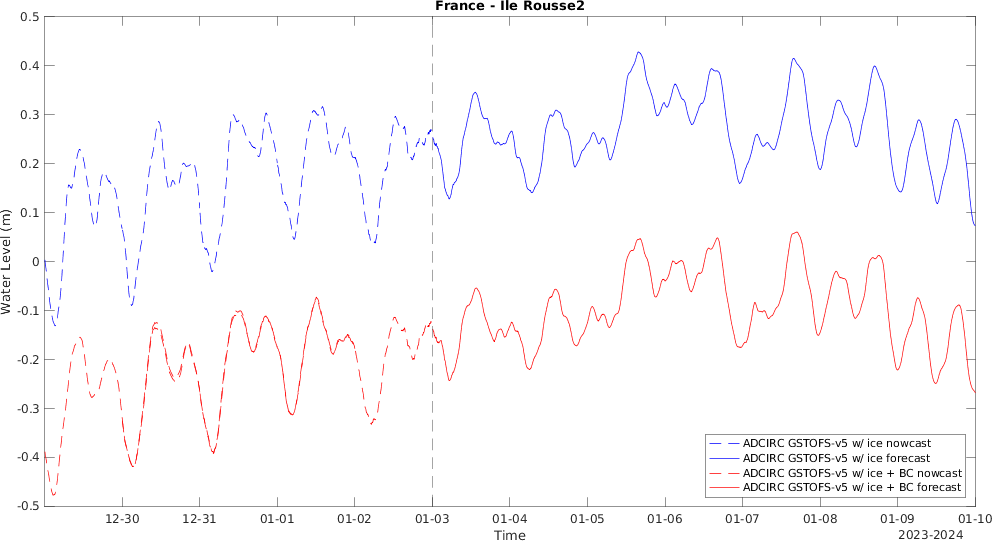 France - Ile Rousse2
0.5
0.4
0.3
0.2
0.1
0
-0.1
-0.2
-0.3
-0.4
-0.5
Water Level (m)
ADCIRC GSTOFS-v5 w/ ice nowcast
ADCIRC GSTOFS-v5 w/ ice forecast
ADCIRC GSTOFS-v5 w/ ice + BC nowcast
ADCIRC GSTOFS-v5 w/ ice + BC forecast
12-30 12-31 01-01 01-02 01-03 01-04 01-05 01-06 01-07 01-08 01-09 01-10
Time
2023-2024